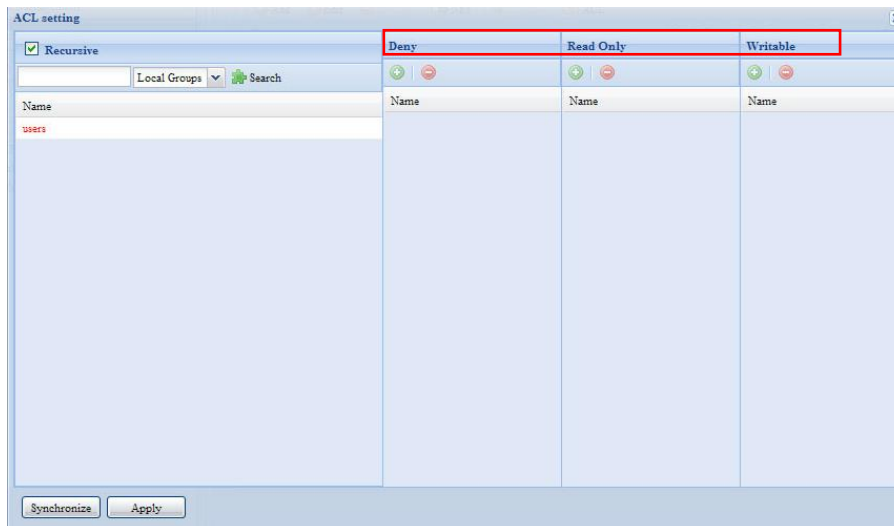 ACL setting
Recursive
Deny
Read Only
Writable
Local Groups
Search
Name
Name
Name
Name
users
Synchronize
Apply